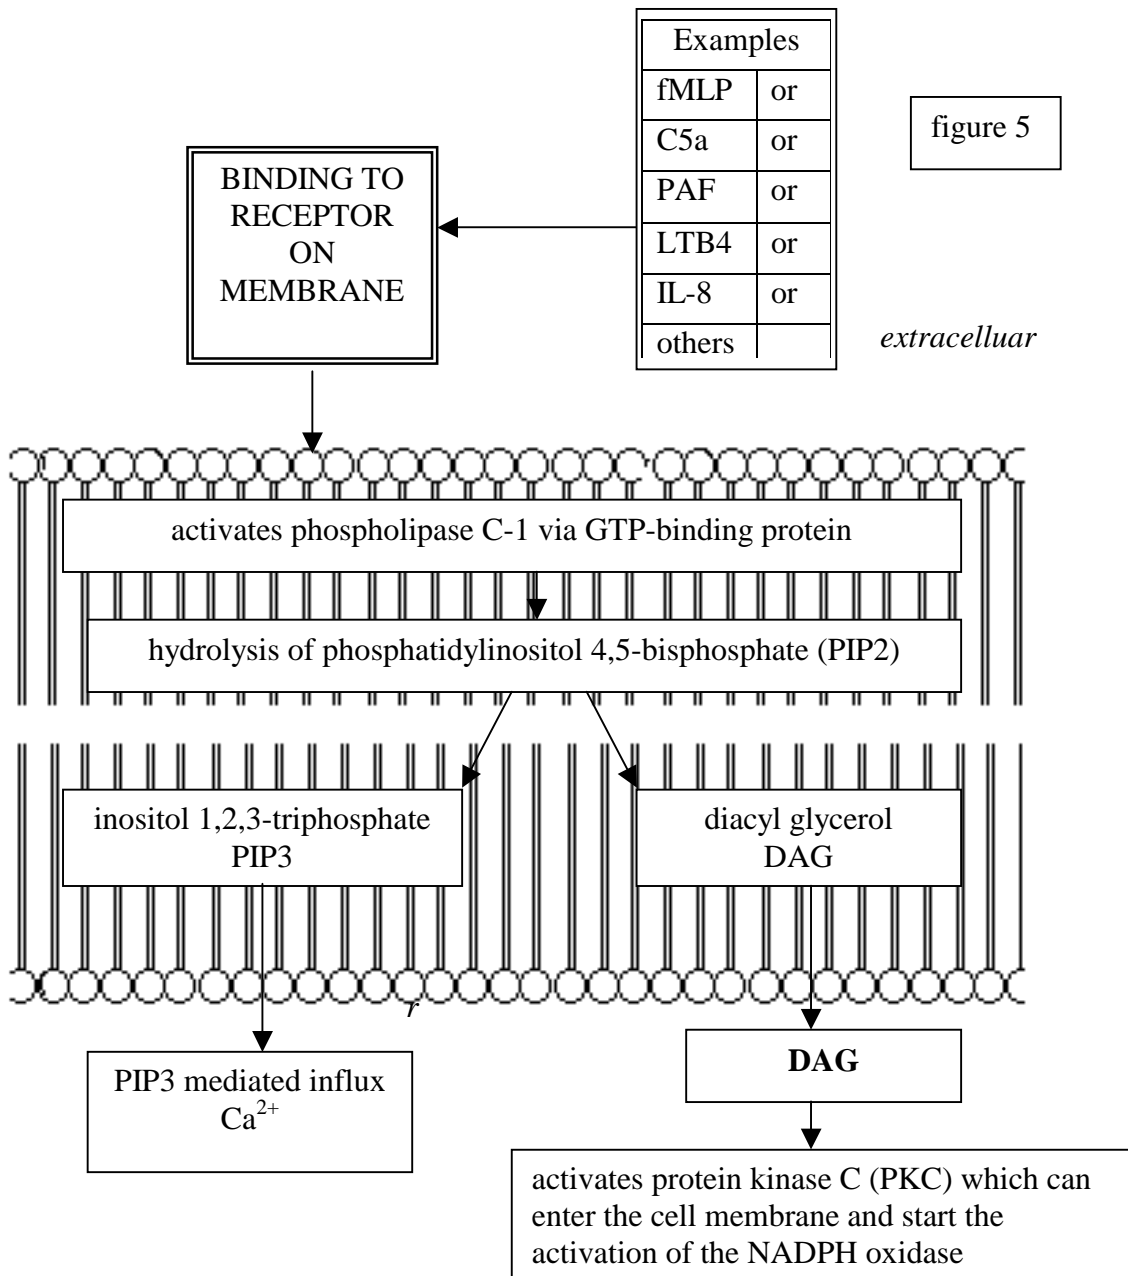 Examples
fMLP or
C5a or
PAF or
LTB4 or
IL-8 or
others
figure 5
BINDING TO
RECEPTOR
ON
MEMBRANE
extracelluar
activates phospholipase C-1 via GTP-binding protein
hydrolysis of phosphatidylinositol 4,5-bisphosphate (PIP2)
inositol 1,2,3-triphosphate
PIP3
diacyl glycerol
DAG
r
PIP3 mediated influx
Ca²⁺
DAG
activates protein kinase C (PKC) which can
enter the cell membrane and start the
activation of the NADPH oxidase